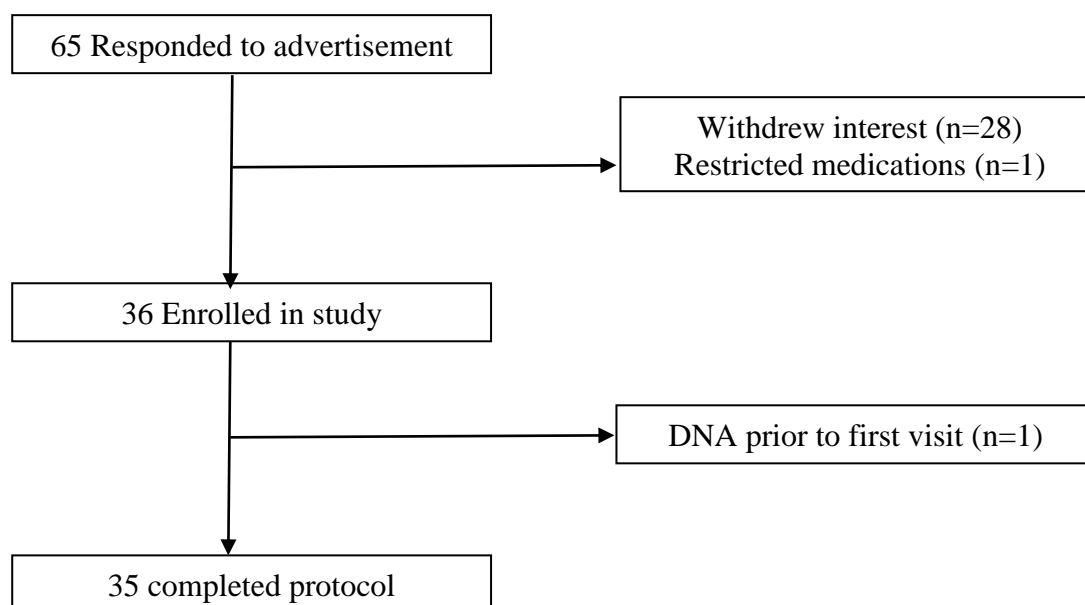 65 Responded to advertisement
Withdrew interest (n=28)
Restricted medications (n=1)
36 Enrolled in study
DNA prior to first visit (n=1)
35 completed protocol